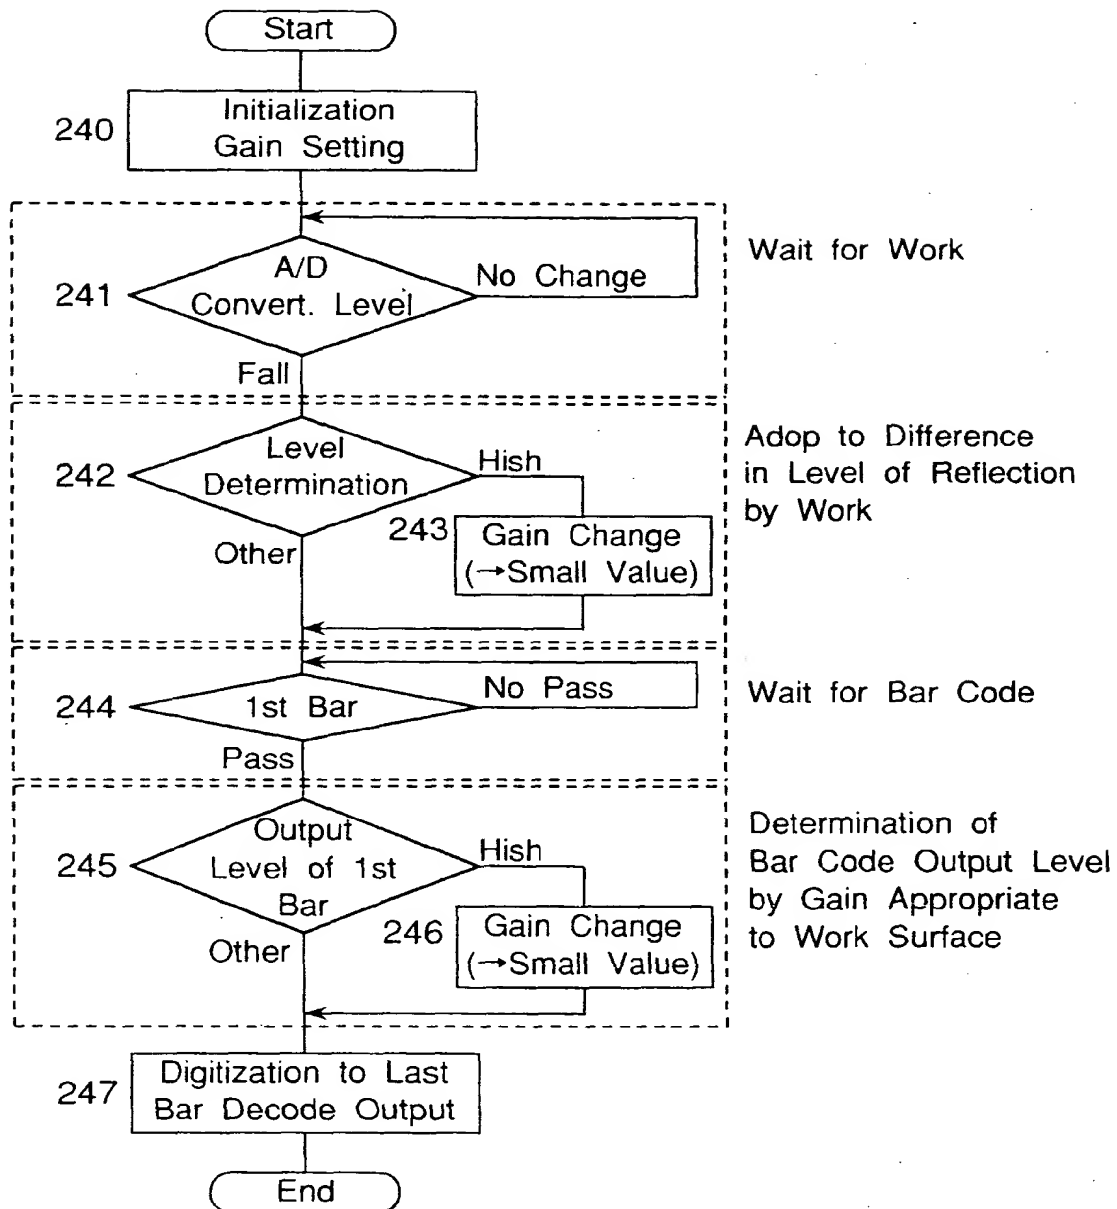 Start
240
Initialization
Gain Setting
Wait for Work
241
A/D
Convert. Level
No Change
Fall
242
Level
Determination
Hish
Adop to Difference
in Level of Reflection
by Work
243
Gain Change
(→Small Value)
Other
244
1st Bar
No Pass
Wait for Bar Code
Pass
245
Output
Level of 1st
Bar
Hish
Determination of
Bar Code Output Level
by Gain Appropriate
to Work Surface
246
Gain Change
(→Small Value)
Other
247
Digitization to Last
Bar Decode Output
End